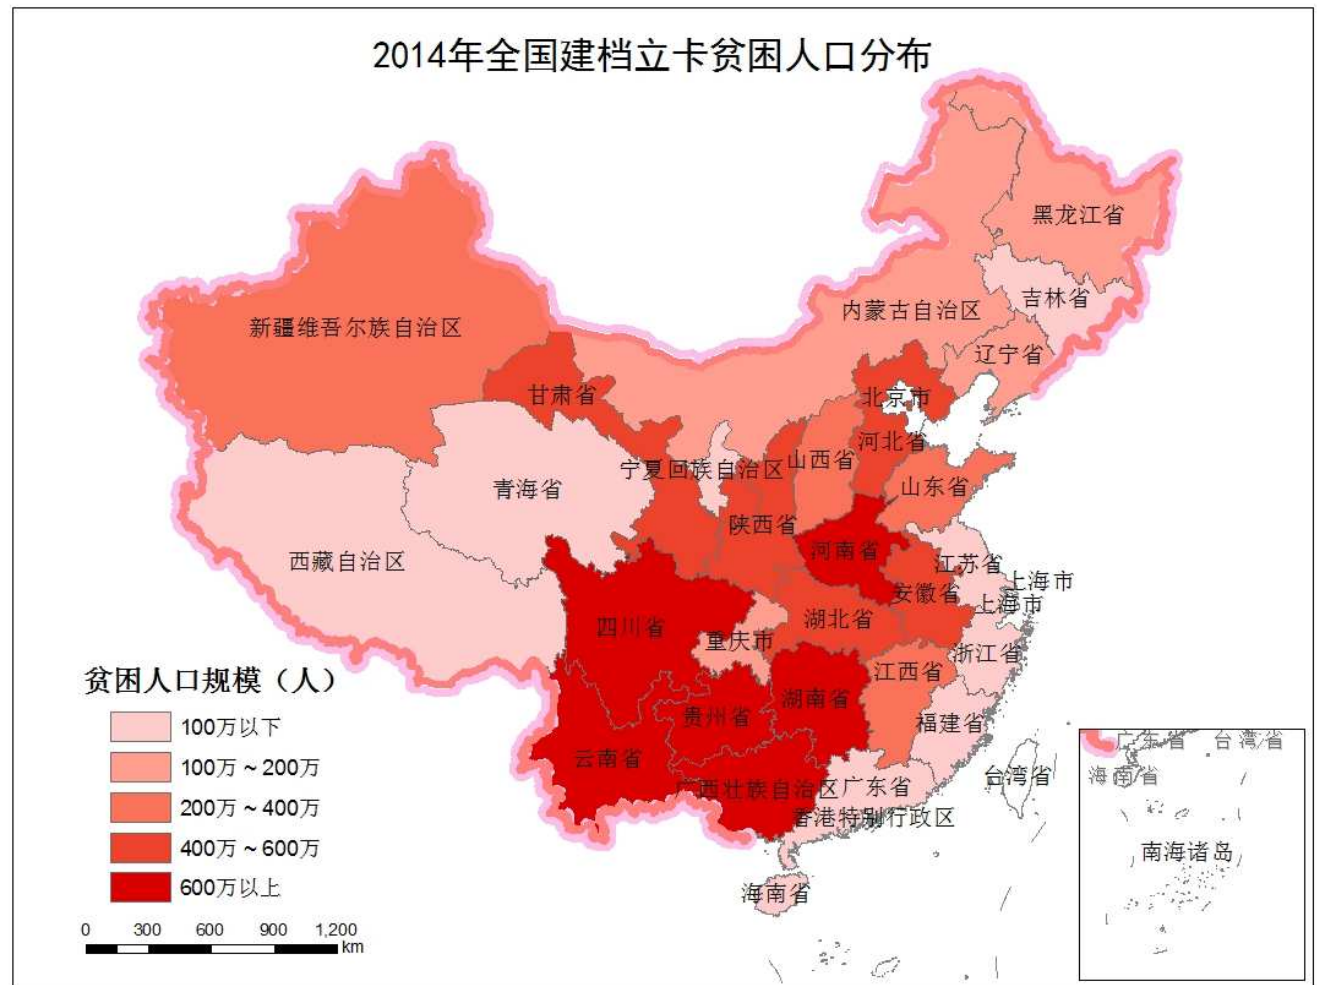 2014年全国建档立卡贫困人口分布
黑龙江省
吉林省
内蒙古自治区
新疆维吾尔族自治区
辽宁省
甘肃省
北京市
河北省
宁夏回族自治区
山西省
青海省
山东省
陕西省
河南省
西藏自治区
江苏省
上海市
安徽省
上海市
湖北省
四川省
重庆市
浙江省
江西省
湖南省
贵州省
福建省
云南省
台湾省
广西壮族自治区
广东省
香港特别行政区
海南省
贫困人口规模（人）
100万以下
100万～200万
200万～400万
400万～600万
600万以上
0 300 600 900 1,200
km
广东省 台湾省
海南省
南海诸岛